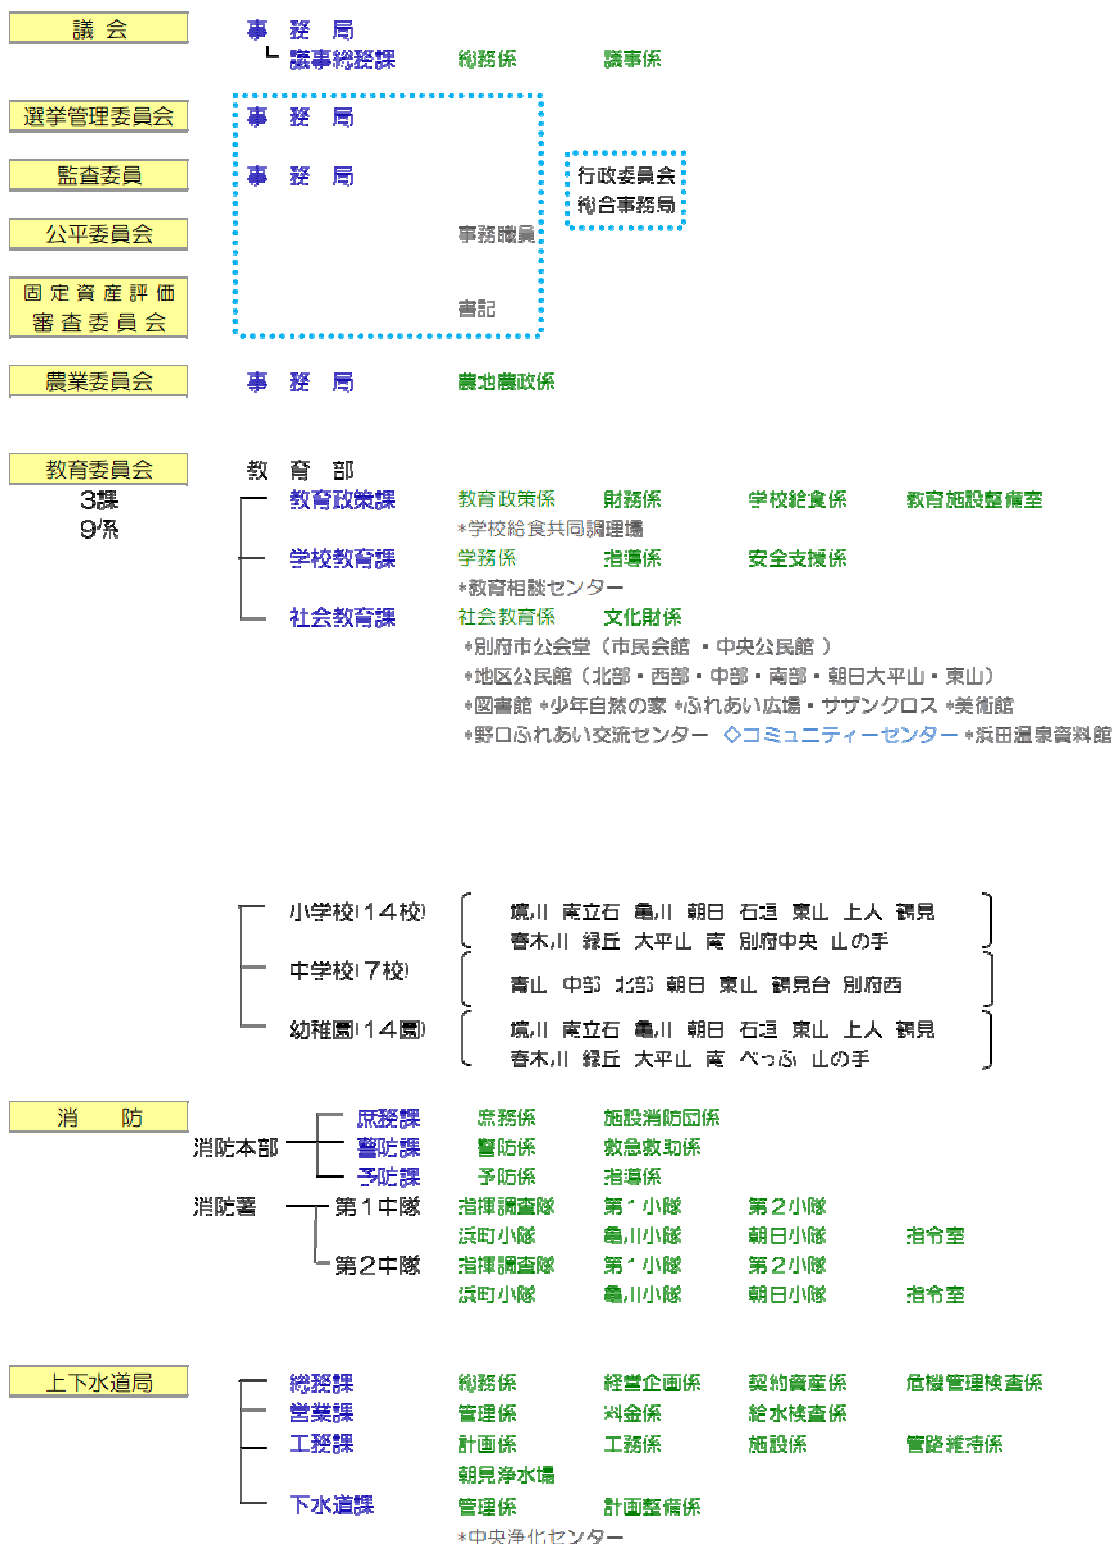 議 会 事 務 局
議事総務課 総務係 議事係
選挙管理委員会 事 務 局
監査委員 事 務 局 行政委員会
総合事務局
公平委員会 事務職員
固 定 資 産 評 価
書記
審 査 委 員 会
農業委員会 事 務 局 農地農政係
教育委員会 教 育 部
3課 教育政策課 教育政策係 財務係 学校給食係 教育施設整備室
9係 *学校給食共同調理場
学校教育課 学務係 指導係 安全支援係
*教育相談センター
社会教育課 社会教育係 文化財係
*別府市公会堂（市民会館 ・中央公民館 ）
*地区公民館（北部・西部・中部・南部・朝日大平山・東山）
*図書館 *少年自然の家 *ふれあい広場・サザンクロス *美術館
*野口ふれあい交流センター ◇コミュニティーセンター *浜田温泉資料館
小学校(14校) 境川 南立石 亀川 朝日 石垣 東山 上人 鶴見
春木川 緑丘 大平山 南 別府中央 山の手
中学校(7校)
青山 中部 北部 朝日 東山 鶴見台 別府西
幼稚園(14園) 境川 南立石 亀川 朝日 石垣 東山 上人 鶴見
春木川 緑丘 大平山 南 べっぷ 山の手
消 防 庶務課 庶務係 施設消防団係
消防本部 警防課 警防係 救急救助係
予防課 予防係 指導係
消防署 第1中隊 指揮調査隊 第1小隊 第2小隊
浜町小隊 亀川小隊 朝日小隊 指令室
第2中隊 指揮調査隊 第1小隊 第2小隊
浜町小隊 亀川小隊 朝日小隊 指令室
上下水道局 総務課 総務係 経営企画係 契約資産係 危機管理検査係
営業課 管理係 料金係 給水検査係
工務課 計画係 工務係 施設係 管路維持係
朝見浄水場
下水道課 管理係 計画整備係
*中央浄化センター